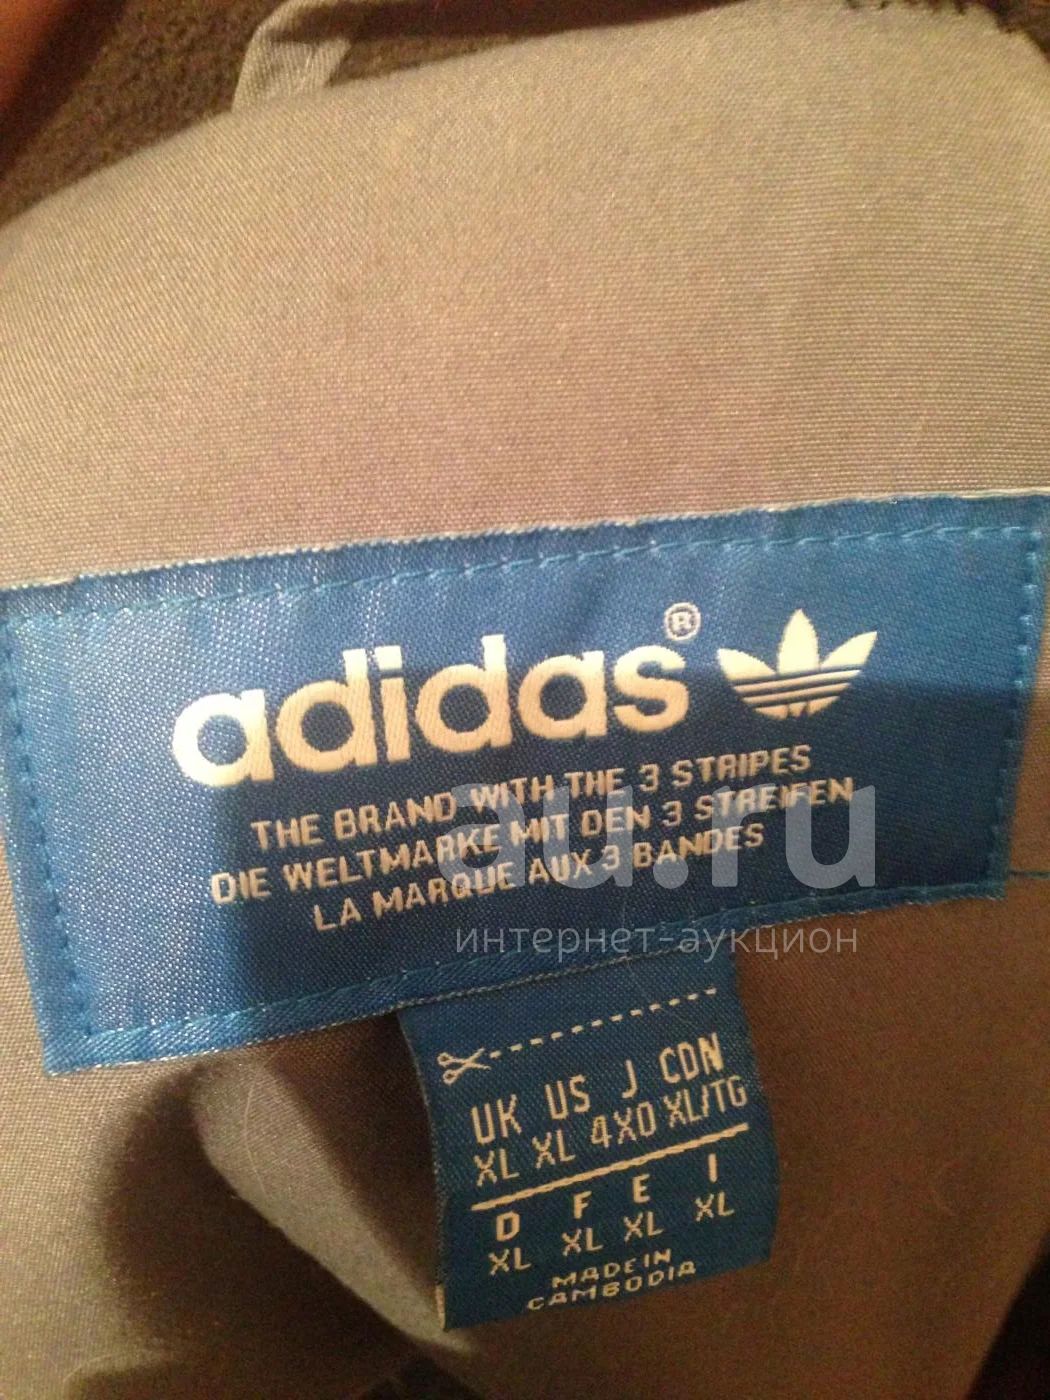 adidas®
THE BRAND WITH THE 3 STRIPES
DIE WELTMARKE MIT DEN 3 STREIFEN
LA MARQUE AUX 3 BANDES
au.ru
интернет-аукцион
UK US J CDN
XL XL 4XO XL/TG
D F E I
XL XL XL XL
MADE IN
CAMBODIA